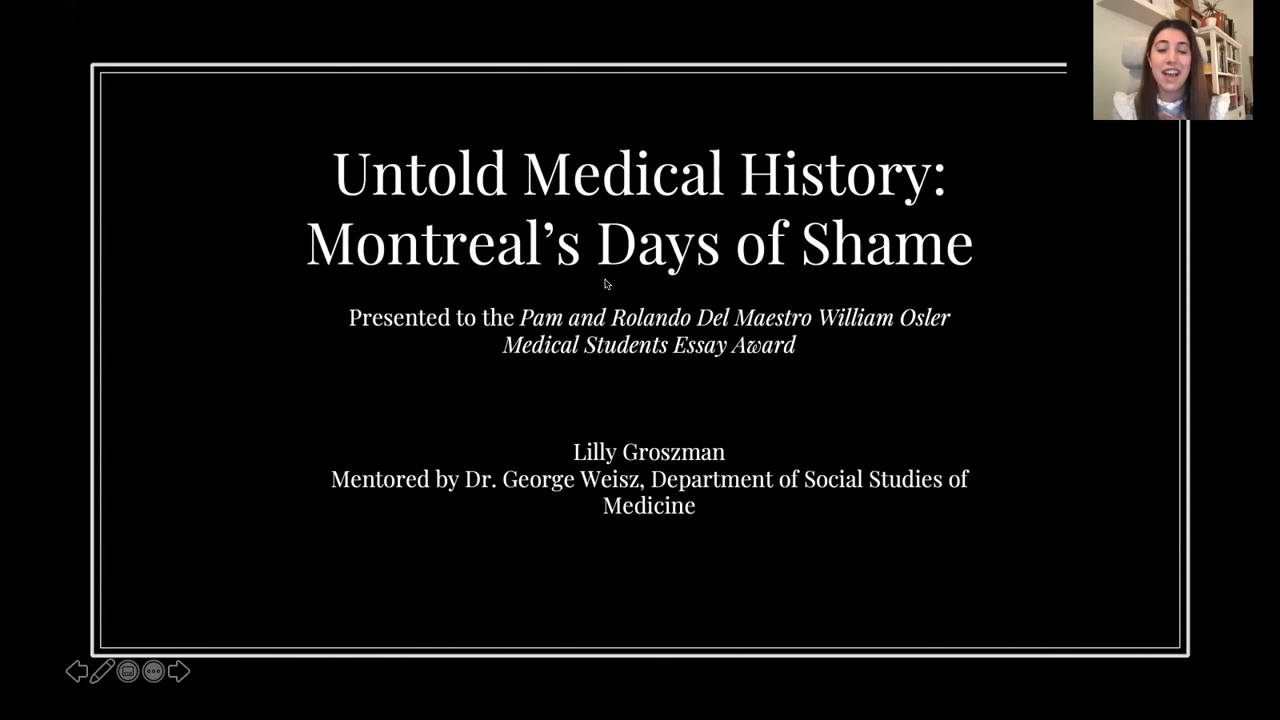 Untold Medical History:
Montreal’s Days of Shame
Presented to the Pam and Rolando Del Maestro William Osler
Medical Students Essay Award
Lilly Groszman
Mentored by Dr. George Weisz, Department of Social Studies of
Medicine